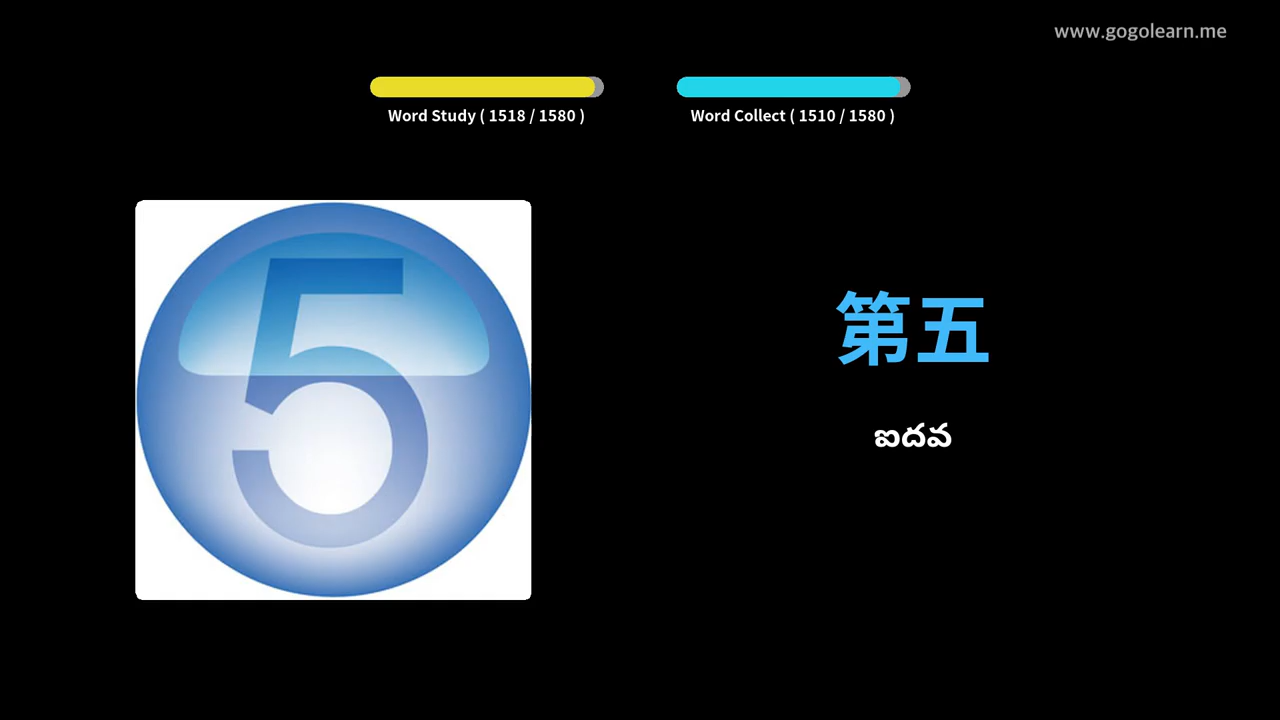 www.gogolearn.me
Word Study ( 1518 / 1580 )
Word Collect ( 1510 / 1580 )
5
第五
ఐదవ